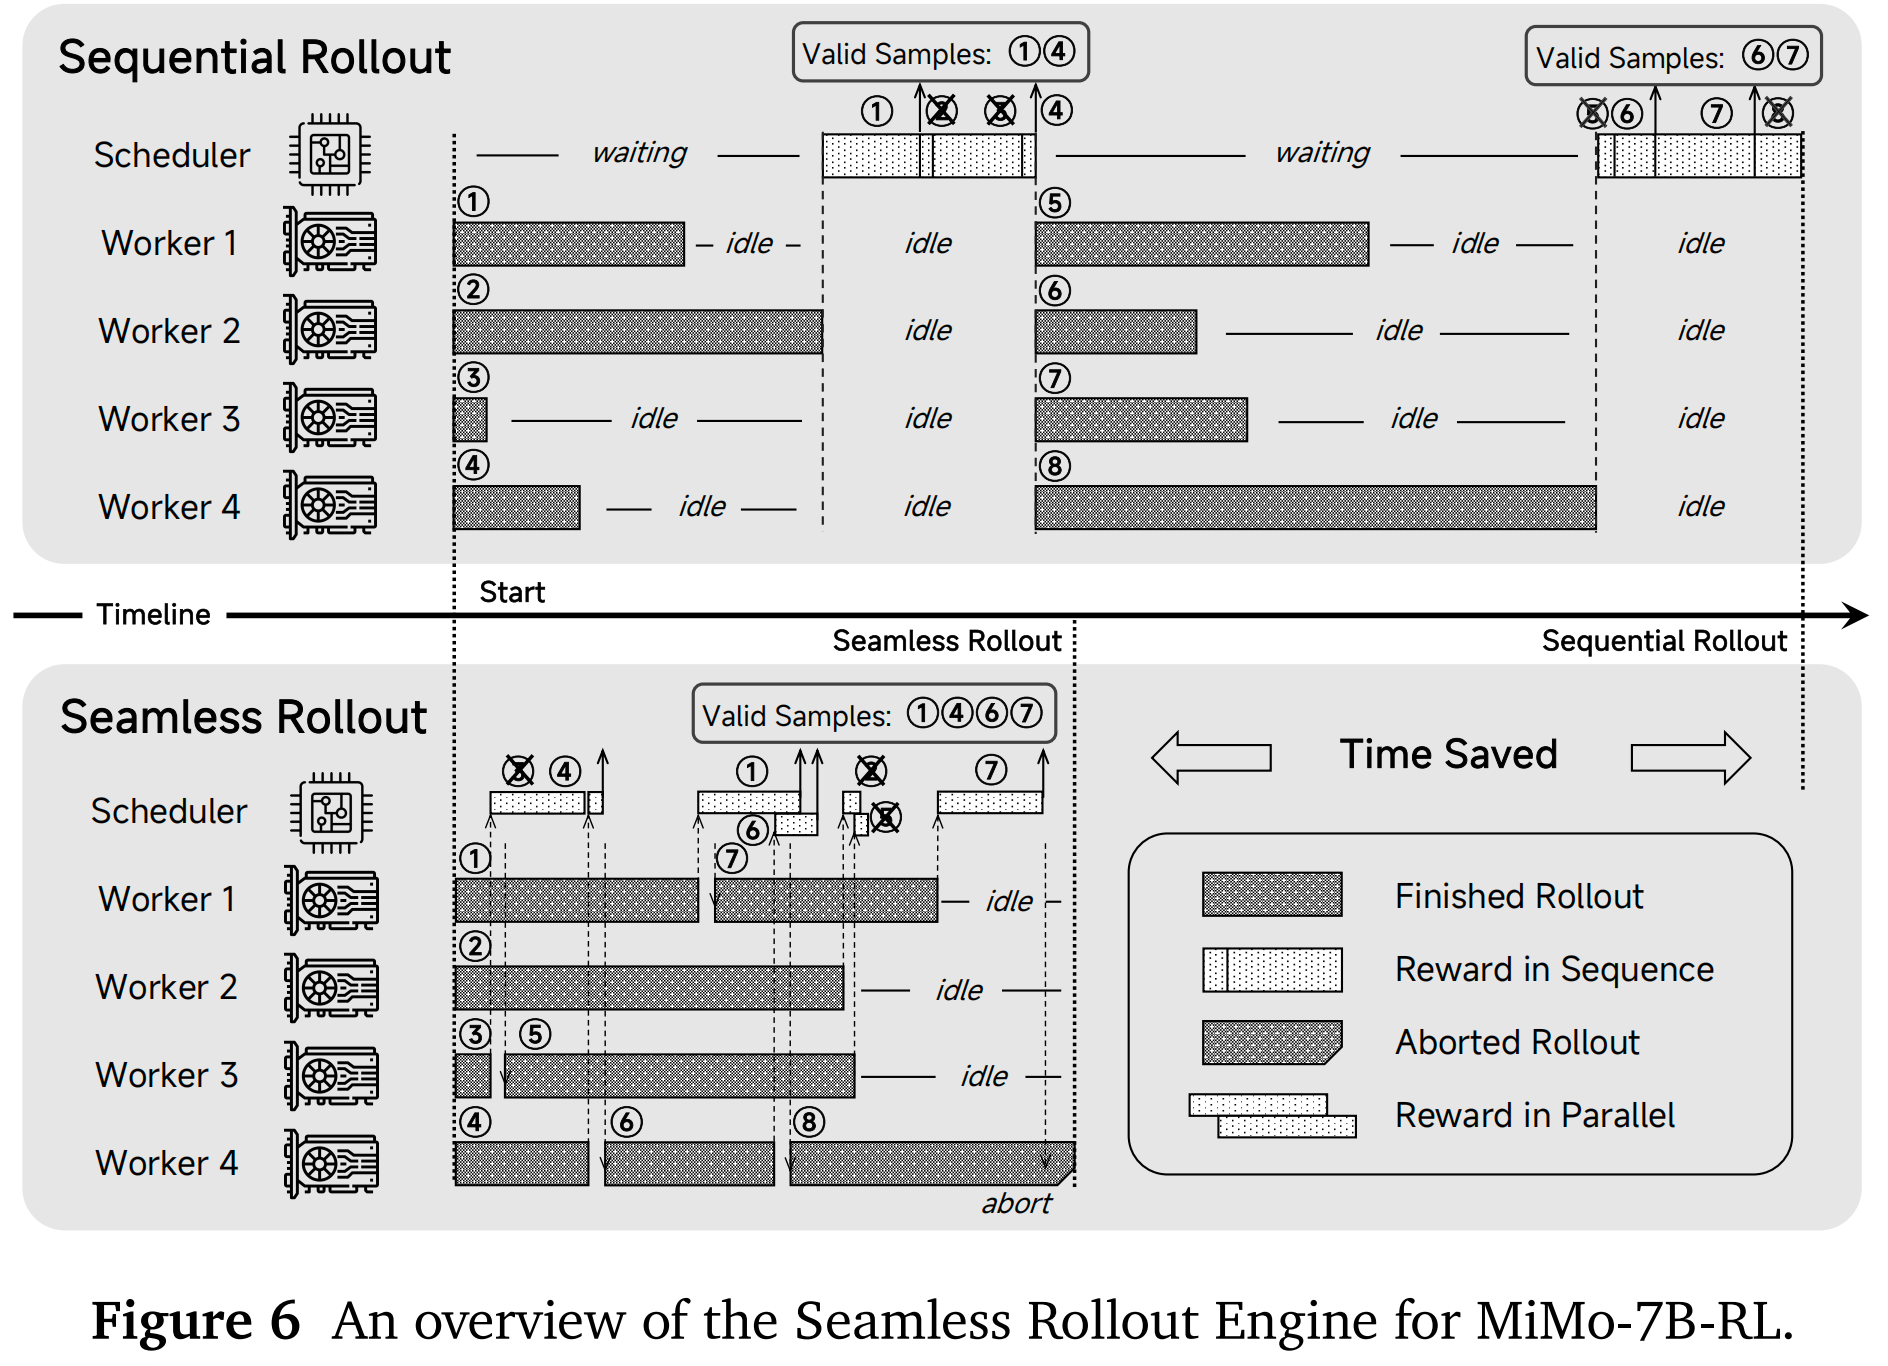 Sequential Rollout
Valid Samples: ①④
Valid Samples: ⑥⑦
① ② ③ ④
⑤ ⑥ ⑦ ⑧
Scheduler
waiting
waiting
① ⑤
Worker 1
idle idle idle idle
② ⑥
Worker 2
idle idle idle
③ ⑦
Worker 3
idle idle idle idle
④ ⑧
Worker 4
idle idle idle
Start
Timeline
Seamless Rollout
Sequential Rollout
Seamless Rollout
Valid Samples: ①④⑥⑦
Time Saved
③ ④ ① ② ⑦
Scheduler
⑥ ⑤
① ⑦
Worker 1
idle
②
Worker 2
idle
③ ⑤
Worker 3
idle
④ ⑥ ⑧
Worker 4
abort
Finished Rollout
Reward in Sequence
Aborted Rollout
Reward in Parallel
Figure 6 An overview of the Seamless Rollout Engine for MiMo-7B-RL.